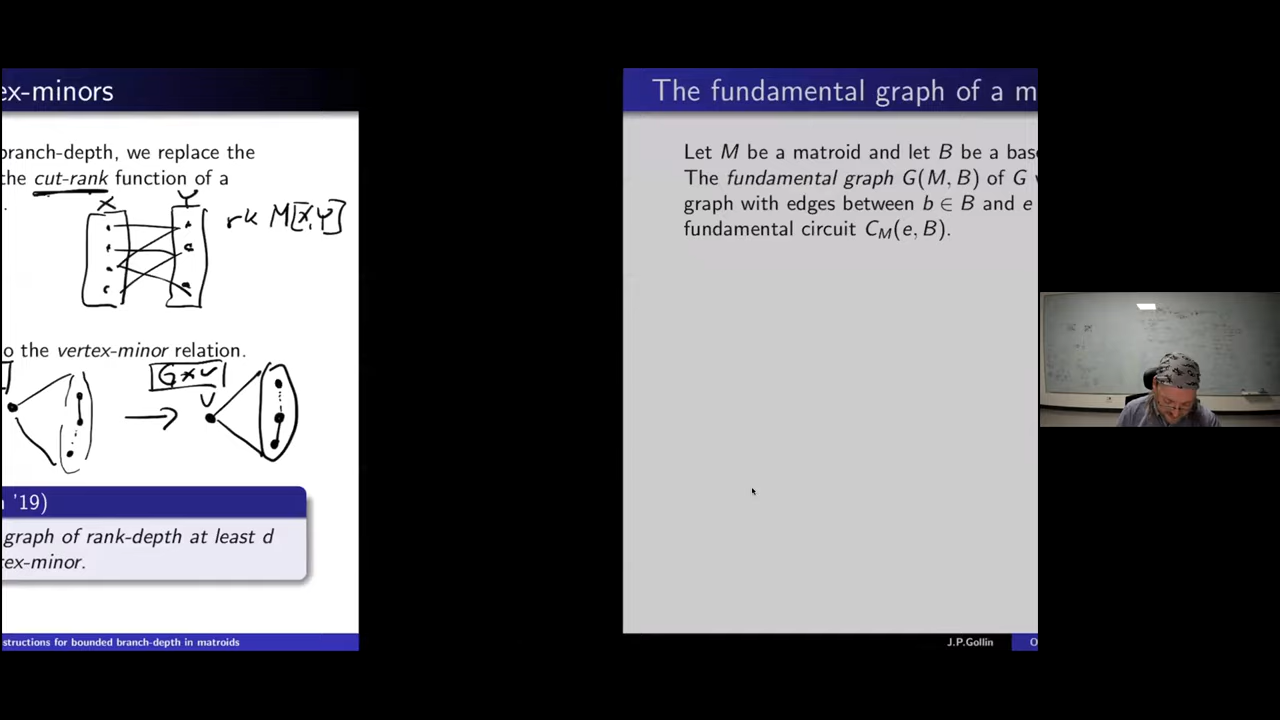 ex-minors
branch-depth, we replace the
the cut-rank function of a
X Y
rk M[X,Y]
o the vertex-minor relation.
G * v
v
'19)
graph of rank-depth at least d
tex-minor.
structions for bounded branch-depth in matroids
The fundamental graph of a m
Let M be a matroid and let B be a bas
The fundamental graph G(M, B) of G
graph with edges between b ∈ B and e
fundamental circuit C_M(e, B).
J.P.Gollin O